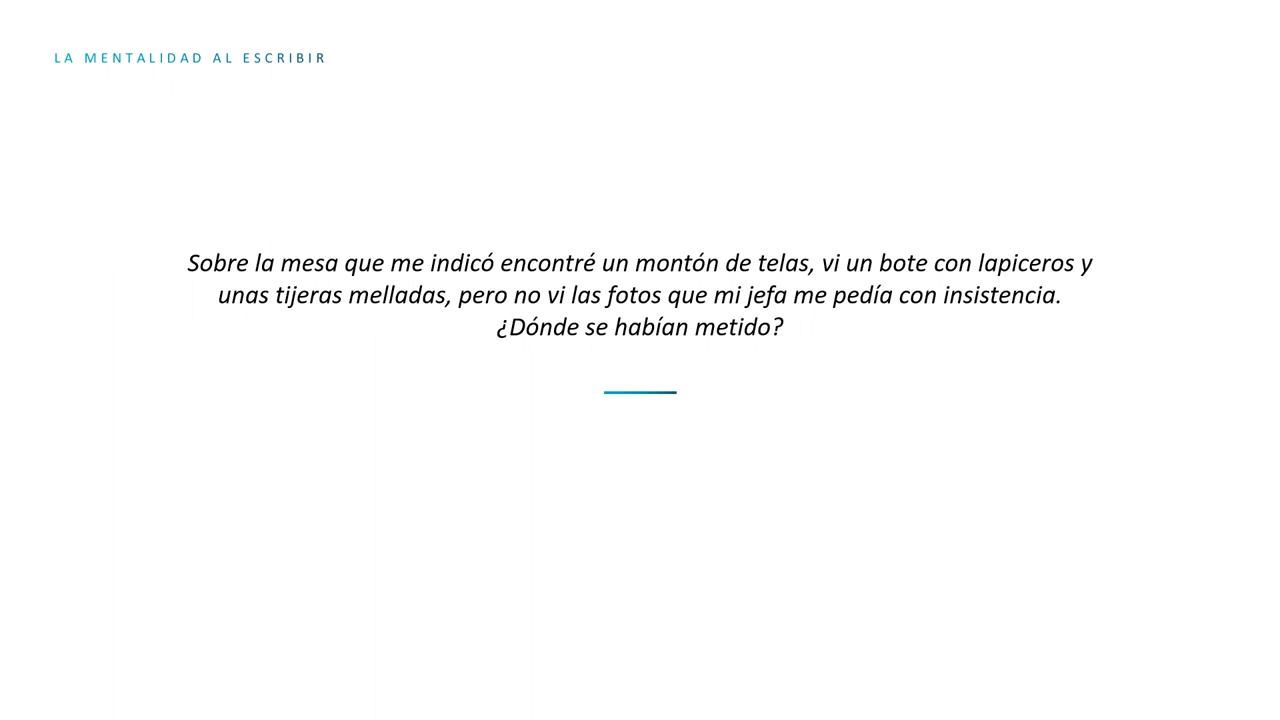 LA MENTALIDAD AL ESCRIBIR
Sobre la mesa que me indicó encontré un montón de telas, vi un bote con lapiceros y
unas tijeras melladas, pero no vi las fotos que mi jefa me pedía con insistencia.
¿Dónde se habían metido?